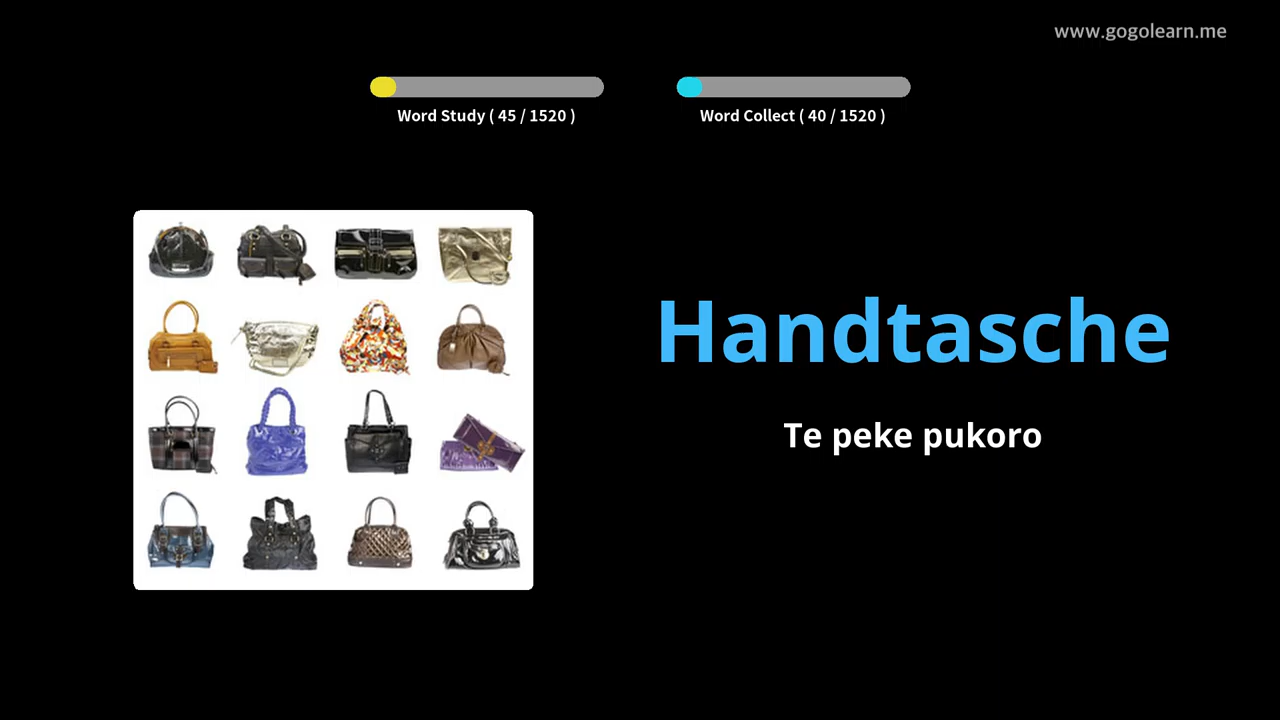 www.gogolearn.me
Word Study ( 45 / 1520 )
Word Collect ( 40 / 1520 )
Handtasche
Te peke pukoro